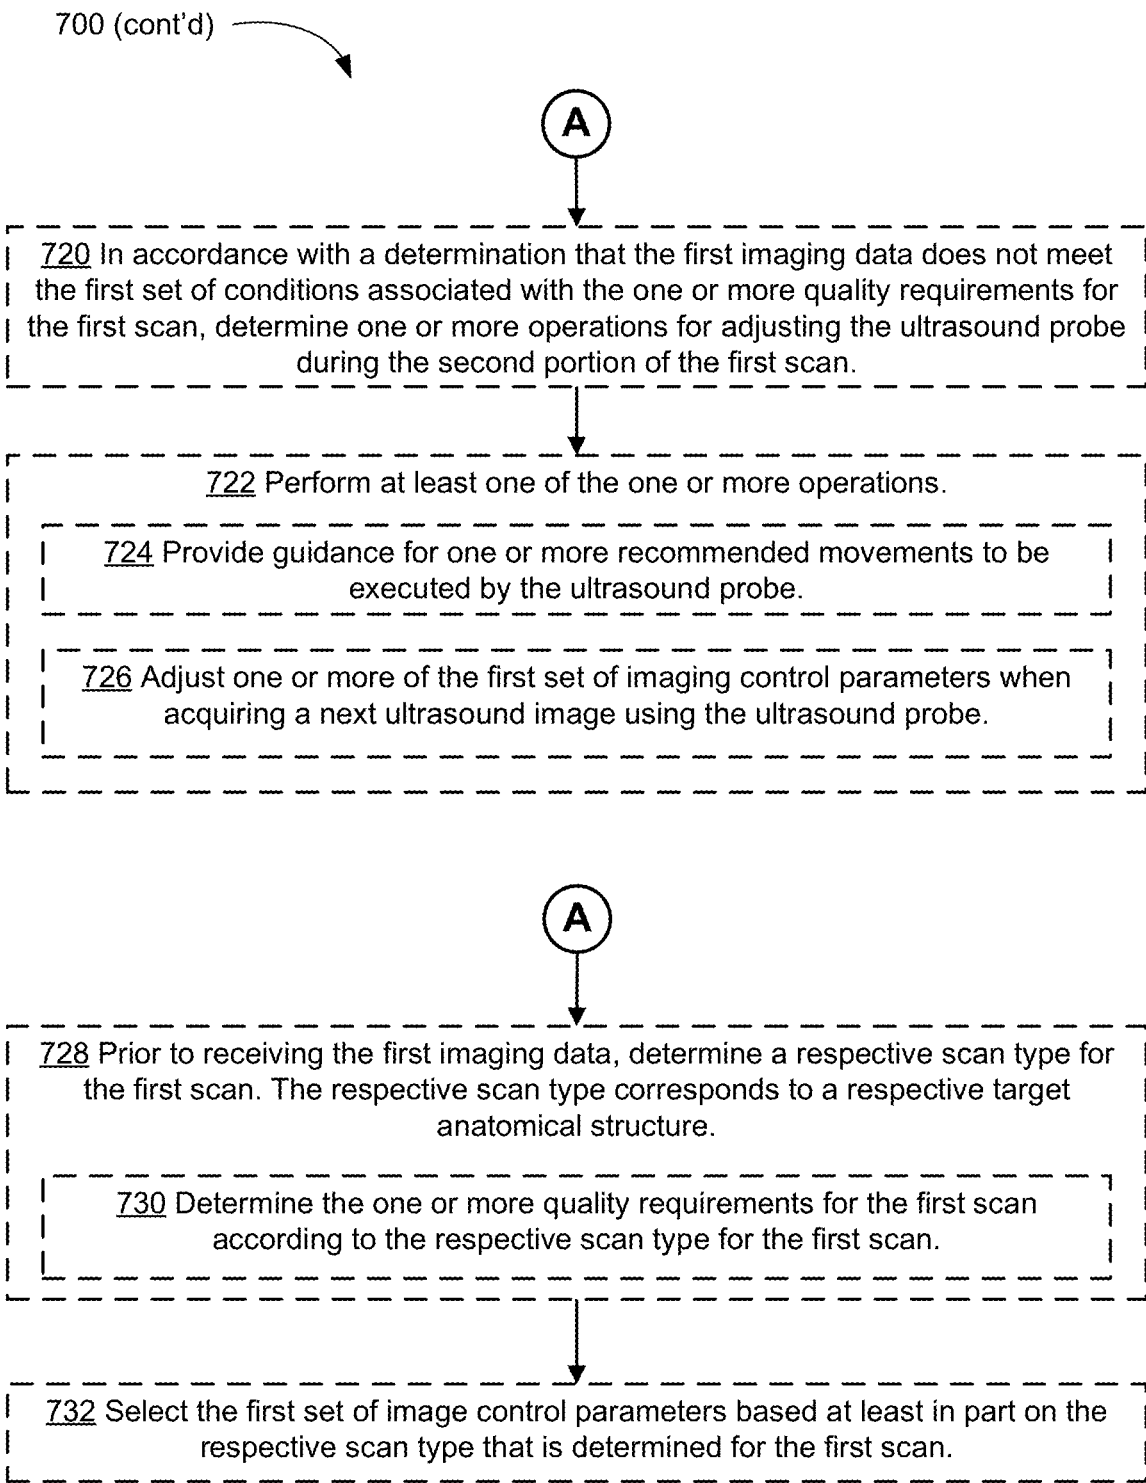 700 (cont'd)
A
720 In accordance with a determination that the first imaging data does not meet
the first set of conditions associated with the one or more quality requirements for
the first scan, determine one or more operations for adjusting the ultrasound probe
during the second portion of the first scan.
722 Perform at least one of the one or more operations.
724 Provide guidance for one or more recommended movements to be
executed by the ultrasound probe.
726 Adjust one or more of the first set of imaging control parameters when
acquiring a next ultrasound image using the ultrasound probe.
A
728 Prior to receiving the first imaging data, determine a respective scan type for
the first scan. The respective scan type corresponds to a respective target
anatomical structure.
730 Determine the one or more quality requirements for the first scan
according to the respective scan type for the first scan.
732 Select the first set of image control parameters based at least in part on the
respective scan type that is determined for the first scan.